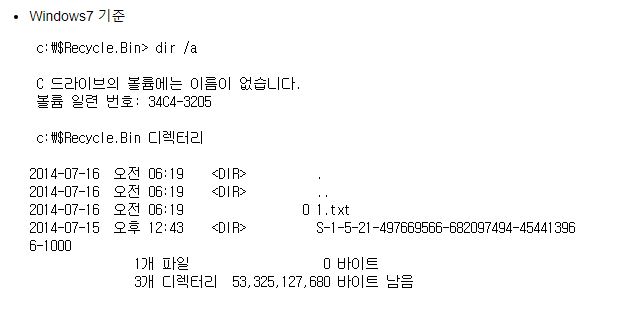 • Windows7 기준
c:\$Recycle.Bin> dir /a
C 드라이브의 볼륨에는 이름이 없습니다.
볼륨 일련 번호: 34C4-3205
c:\$Recycle.Bin 디렉터리
2014-07-16  오전 06:19    <DIR>          .
2014-07-16  오전 06:19    <DIR>          ..
2014-07-16  오전 06:19                 0 1.txt
2014-07-15  오후 12:43    <DIR>          S-1-5-21-497669566-682097494-45441396
6-1000
1개 파일                   0 바이트
3개 디렉터리  53,325,127,680 바이트 남음